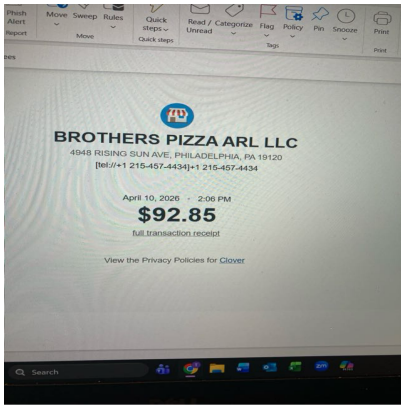 Phish
Alert
Report
Move
Sweep
Rules
Move
Quick
steps
Quick steps
Read /
Unread
Categorize
Flag
Policy
Pin
Snooze
Tags
Print
Print
BROTHERS PIZZA ARL LLC
4948 RISING SUN AVE, PHILADELPHIA, PA 19120
[tel://+1 215-457-4434]+1 215-457-4434
April 10, 2026 · 2:06 PM
$92.85
full transaction receipt
View the Privacy Policies for Clover
Search
zm